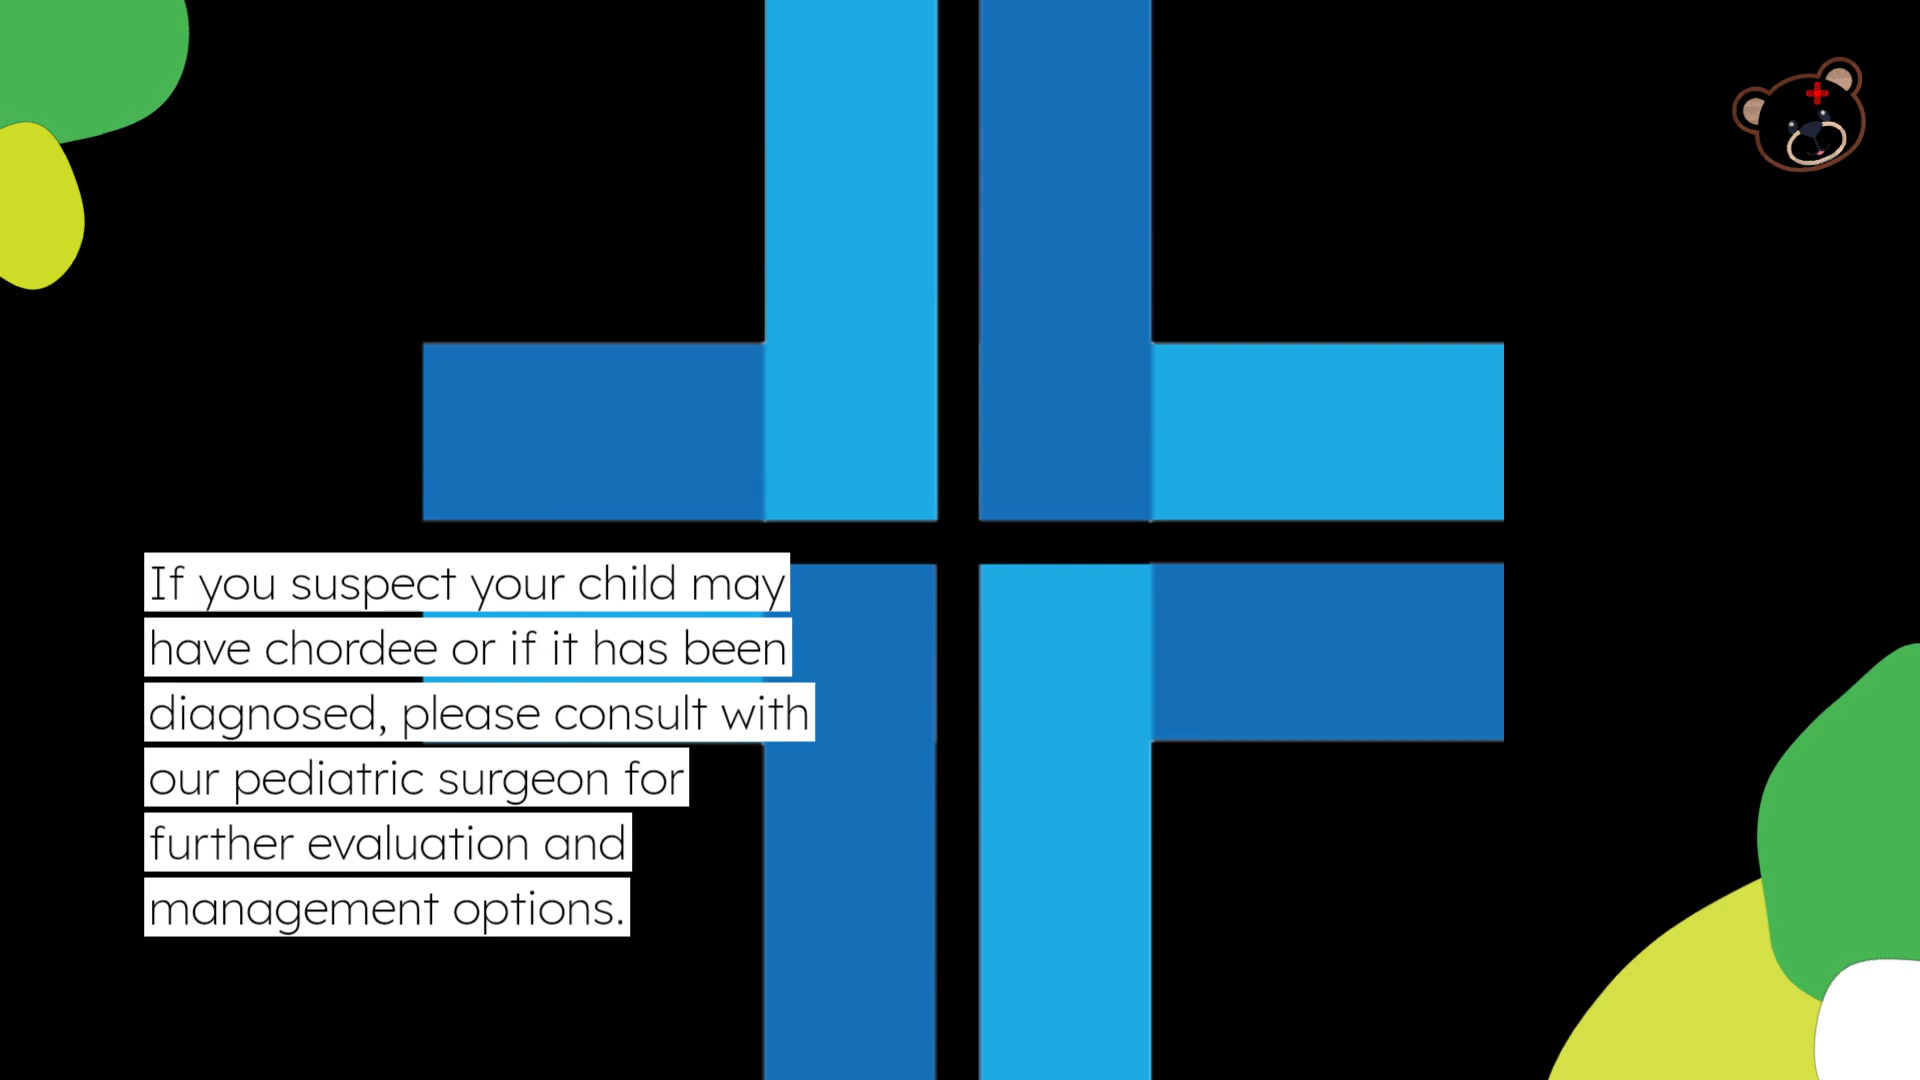 If you suspect your child may
have chordee or if it has been
diagnosed, please consult with
our pediatric surgeon for
further evaluation and
management options.